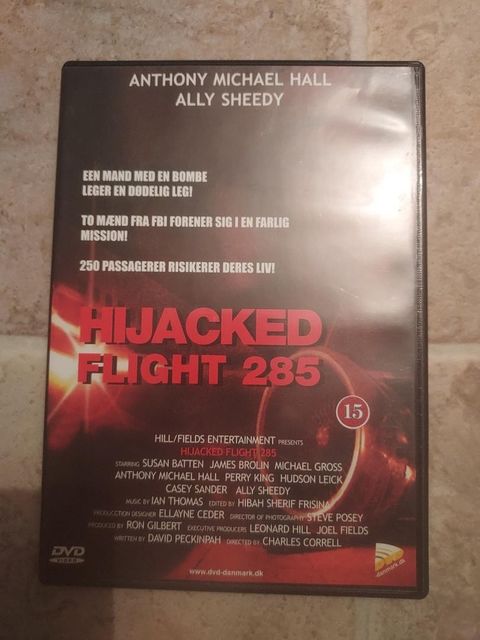 ANTHONY MICHAEL HALL
ALLY SHEEDY
EEN MAND MED EN BOMBE
LEGER EN DØDELIG LEG!
TO MÆND FRA FBI FORENER SIG I EN FARLIG
MISSION!
250 PASSAGERER RISIKERER DERES LIV!
HIJACKED
FLIGHT 285
15
HILL/FIELDS ENTERTAINMENT PRESENTS
HIJACKED FLIGHT 285
STARRING SUSAN BATTEN JAMES BROLIN MICHAEL GROSS
ANTHONY MICHAEL HALL PERRY KING HUDSON LEICK
CASEY SANDER ALLY SHEEDY
MUSIC BY IAN THOMAS EDITED BY HIBAH SHERIF FRISINA
PRODUCTION DESIGNER ELLAYNE CEDER DIRECTOR OF PHOTOGRAPHY STEVE POSEY
PRODUCED BY RON GILBERT EXECUTIVE PRODUCERS LEONARD HILL JOEL FIELDS
WRITTEN BY DAVID PECKINPAH DIRECTED BY CHARLES CORRELL
DVD
VIDEO
www.dvd-danmark.dk
-danmark.dk